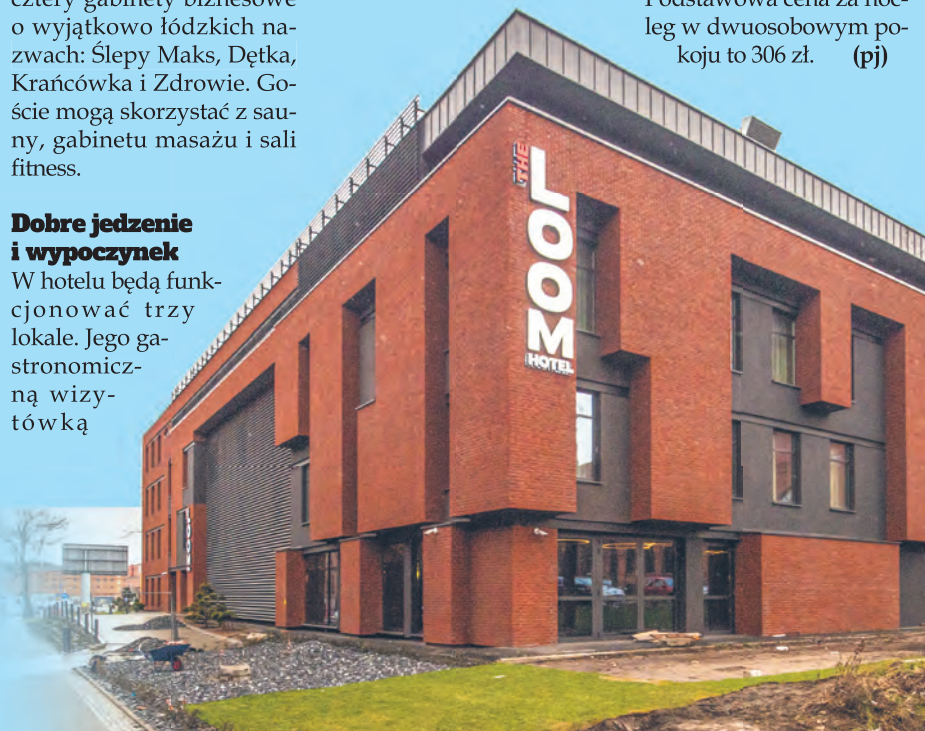 cztery gabinety biznesowe
o wyjątkowo łódzkich na-
zwach: Ślepy Maks, Dętka,
Krańcówka i Zdrowie. Go-
ście mogą skorzystać z sau-
ny, gabinetu masażu i sali
fitness.
Dobre jedzenie
i wypoczynek
W hotelu będą funk-
cjonować trzy
lokale. Jego ga-
stronomicz-
ną wizy-
tówką
Podstawowa cena za noc-
leg w dwuosobowym po-
koju to 306 zł. (pj)
THE
LOOM
HOTEL
LOOM